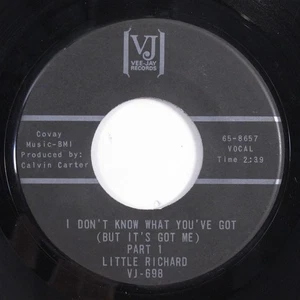 VJ
VEE-JAY
RECORDS
Covay
Music-BMI
Produced by:
Calvin Carter
65-8657
VOCAL
Time 2:39
I DON'T KNOW WHAT YOU'VE GOT
(BUT IT'S GOT ME)
PART 1
LITTLE RICHARD
VJ-698